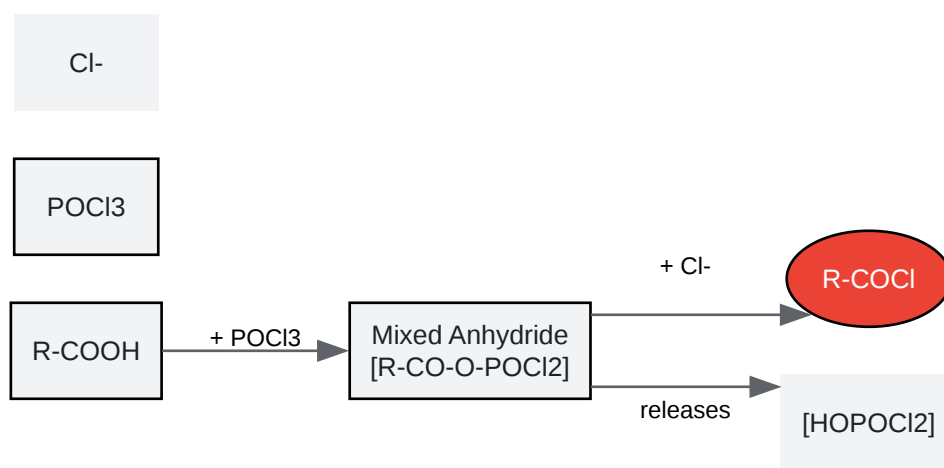 Cl-
POCl3
R-COOH
+ POCl3
Mixed Anhydride
[R-CO-O-POCl2]
+ Cl-
R-COCl
releases
[HOPOCl2]